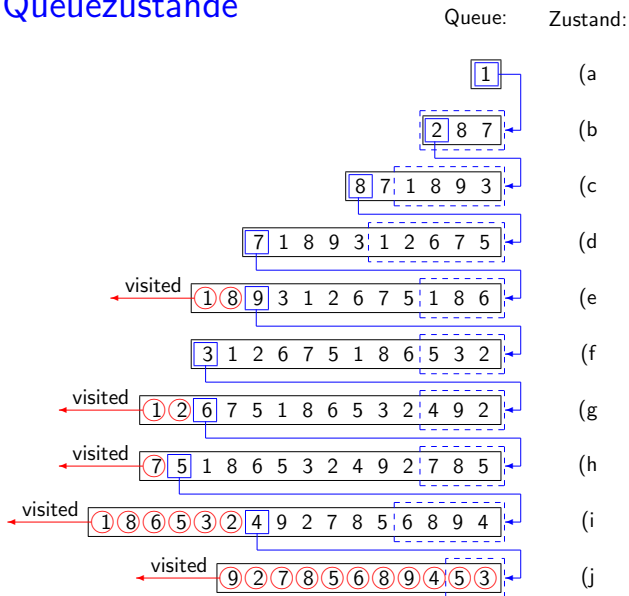 Queuezustände
Queue: Zustand:
1 (a
2 8 7 (b
8 7 1 8 9 3 (c
7 1 8 9 3 1 2 6 7 5 (d
visited 1 8 9 3 1 2 6 7 5 1 8 6 (e
3 1 2 6 7 5 1 8 6 5 3 2 (f
visited 1 2 6 7 5 1 8 6 5 3 2 4 9 2 (g
visited 7 5 1 8 6 5 3 2 4 9 2 7 8 5 (h
visited 1 8 6 5 3 2 4 9 2 7 8 5 6 8 9 4 (i
visited 9 2 7 8 5 6 8 9 4 5 3 (j